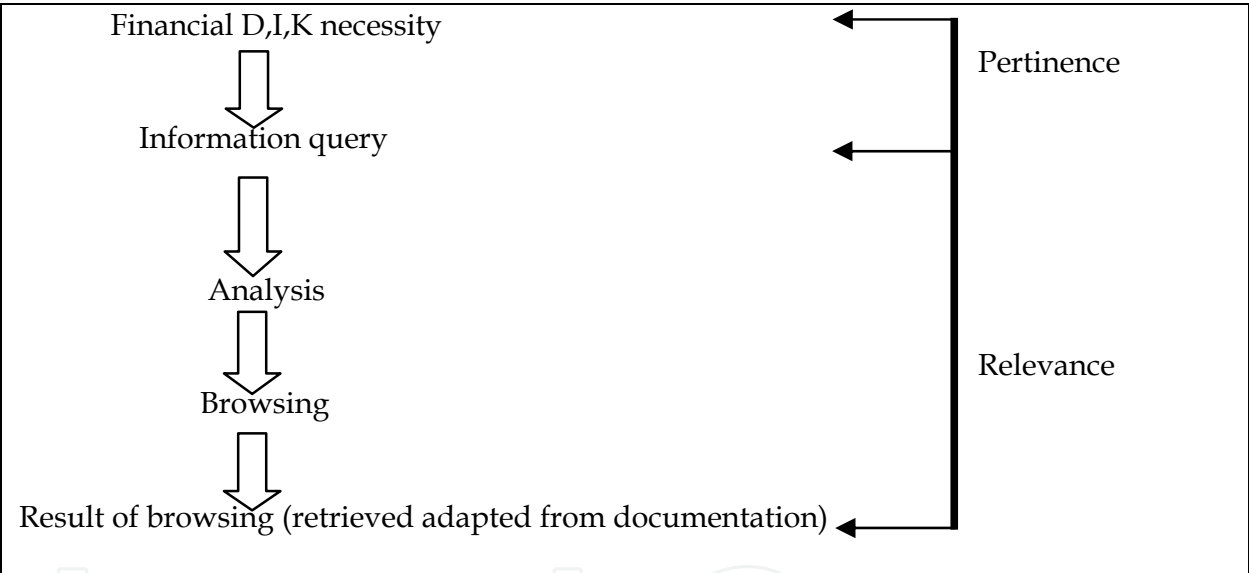 Financial D,I,K necessity
Pertinence
Information query
Analysis
Relevance
Browsing
Result of browsing (retrieved adapted from documentation)